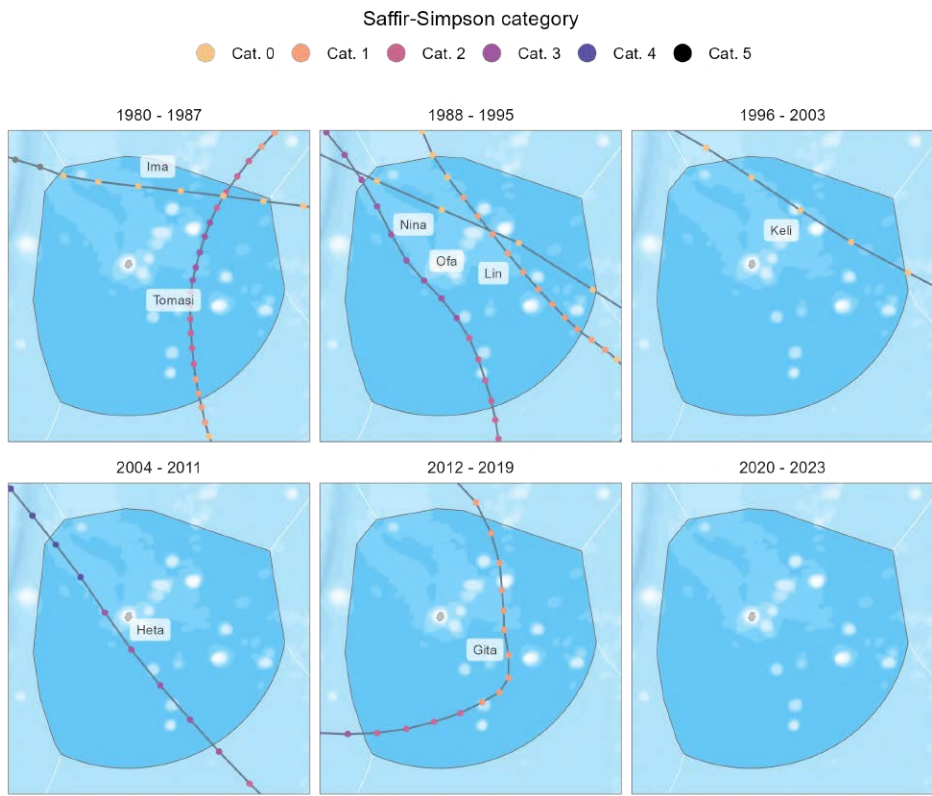 Saffir-Simpson category
Cat. 0 Cat. 1 Cat. 2 Cat. 3 Cat. 4 Cat. 5
1980 - 1987 1988 - 1995 1996 - 2003
Ima
Nina
Keli
Ofa
Lin
Tomasi
2004 - 2011 2012 - 2019 2020 - 2023
Heta
Gita